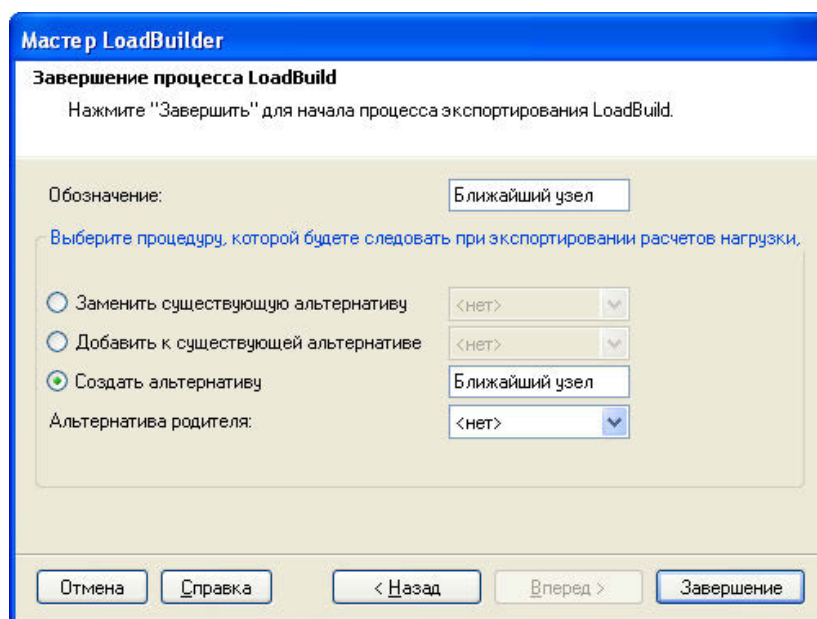 Мастер LoadBuilder
Завершение процесса LoadBuild
Нажмите "Завершить" для начала процесса экспортирования LoadBuild.
Обозначение: Ближайший узел
Выберите процедуру, которой будете следовать при экспортировании расчетов нагрузки,
Заменить существующую альтернативу <нет>
Добавить к существующей альтернативе <нет>
Создать альтернативу Ближайший узел
Альтернатива родителя: <нет>
Отмена Справка < Назад Вперед > Завершение